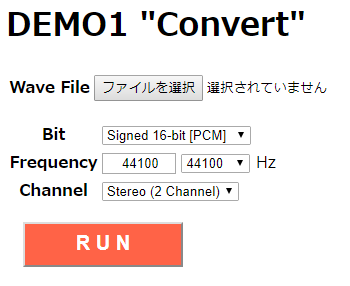 DEMO1 "Convert"
Wave File ファイルを選択 選択されていません
Bit Signed 16-bit [PCM]
Frequency 44100 44100 Hz
Channel Stereo (2 Channel)
RUN